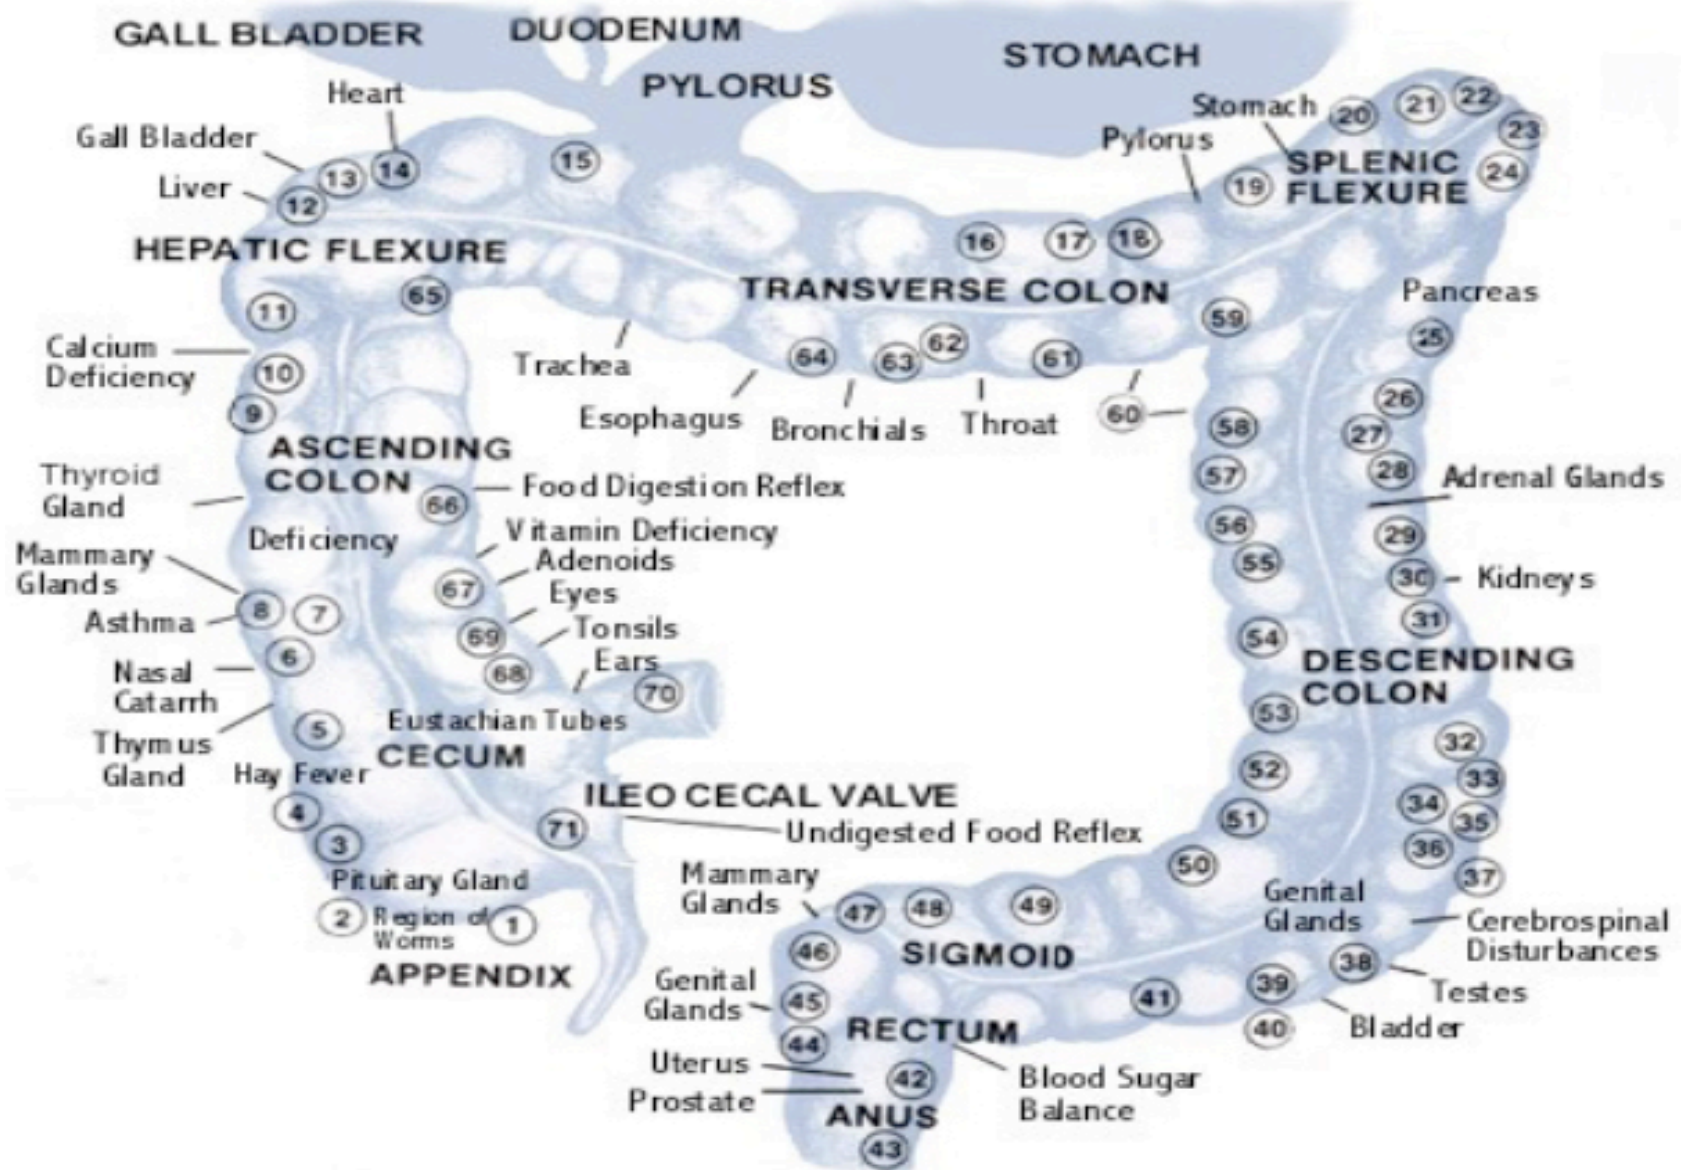 GALL BLADDER
DUODENUM
STOMACH
PYLORUS
Heart
Gall Bladder
Liver
Stomach
Pylorus
12
13
14
15
16
17
18
19
20
21
22
23
24
SPLENIC
FLEXURE
HEPATIC FLEXURE
TRANSVERSE COLON
Pancreas
11
65
59
25
Calcium
Deficiency
10
9
Trachea
Esophagus
64
Bronchials
63
62
Throat
61
60
58
57
56
55
54
53
52
51
50
26
27
28
Adrenal Glands
29
30
Kidneys
31
DESCENDING
COLON
ASCENDING
COLON
Thyroid
Gland
66
Food Digestion Reflex
Deficiency
Vitamin Deficiency
Adenoids
Mammary
Glands
67
Eyes
8
7
Asthma
69
Tonsils
6
68
Ears
70
Nasal
Catarrh
5
Eustachian Tubes
Thymus
Gland
CECUM
Hay Fever
4
3
ILEO CECAL VALVE
71
Undigested Food Reflex
Pituitary Gland
2
Region of
Worms
1
APPENDIX
32
33
34
35
36
37
Genital
Glands
Cerebrospinal
Disturbances
38
Testes
39
Bladder
40
41
Mammary
Glands
47
48
49
46
SIGMOID
Genital
Glands
45
44
RECTUM
Uterus
Prostate
42
Blood Sugar
Balance
ANUS
43